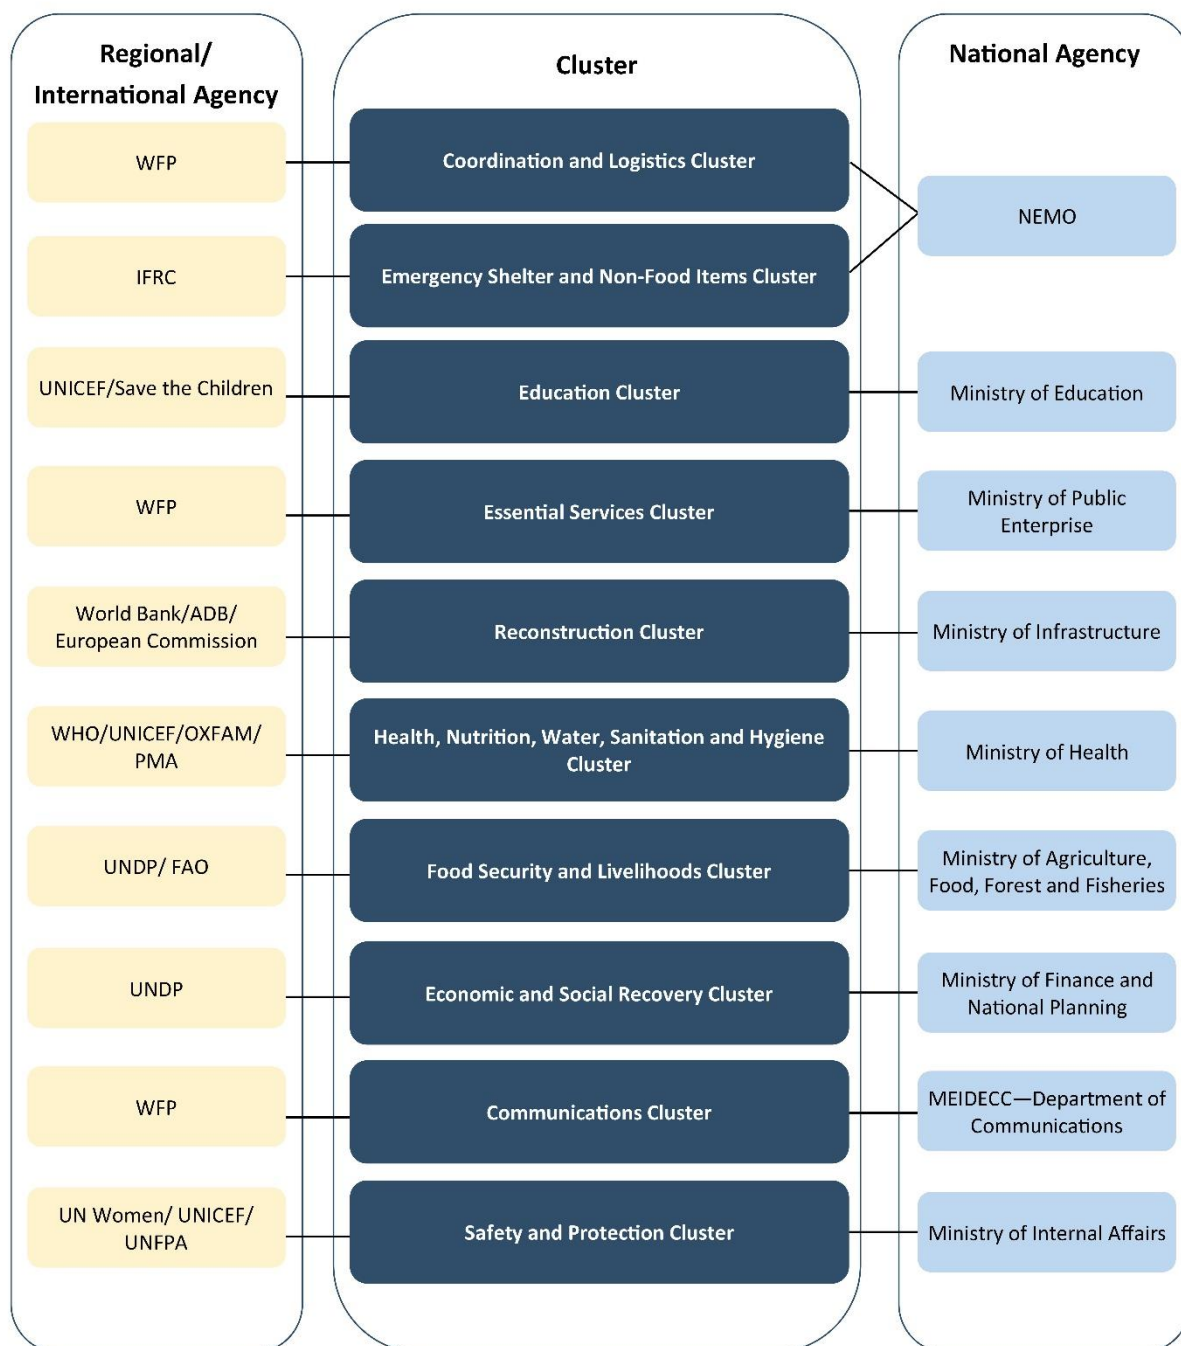 Regional/
International Agency
Cluster
National Agency
WFP
Coordination and Logistics Cluster
NEMO
IFRC
Emergency Shelter and Non-Food Items Cluster
UNICEF/Save the Children
Education Cluster
Ministry of Education
WFP
Essential Services Cluster
Ministry of Public
Enterprise
World Bank/ADB/
European Commission
Reconstruction Cluster
Ministry of Infrastructure
WHO/UNICEF/OXFAM/
PMA
Health, Nutrition, Water, Sanitation and Hygiene
Cluster
Ministry of Health
UNDP/ FAO
Food Security and Livelihoods Cluster
Ministry of Agriculture,
Food, Forest and Fisheries
UNDP
Economic and Social Recovery Cluster
Ministry of Finance and
National Planning
WFP
Communications Cluster
MEIDECC—Department of
Communications
UN Women/ UNICEF/
UNFPA
Safety and Protection Cluster
Ministry of Internal Affairs